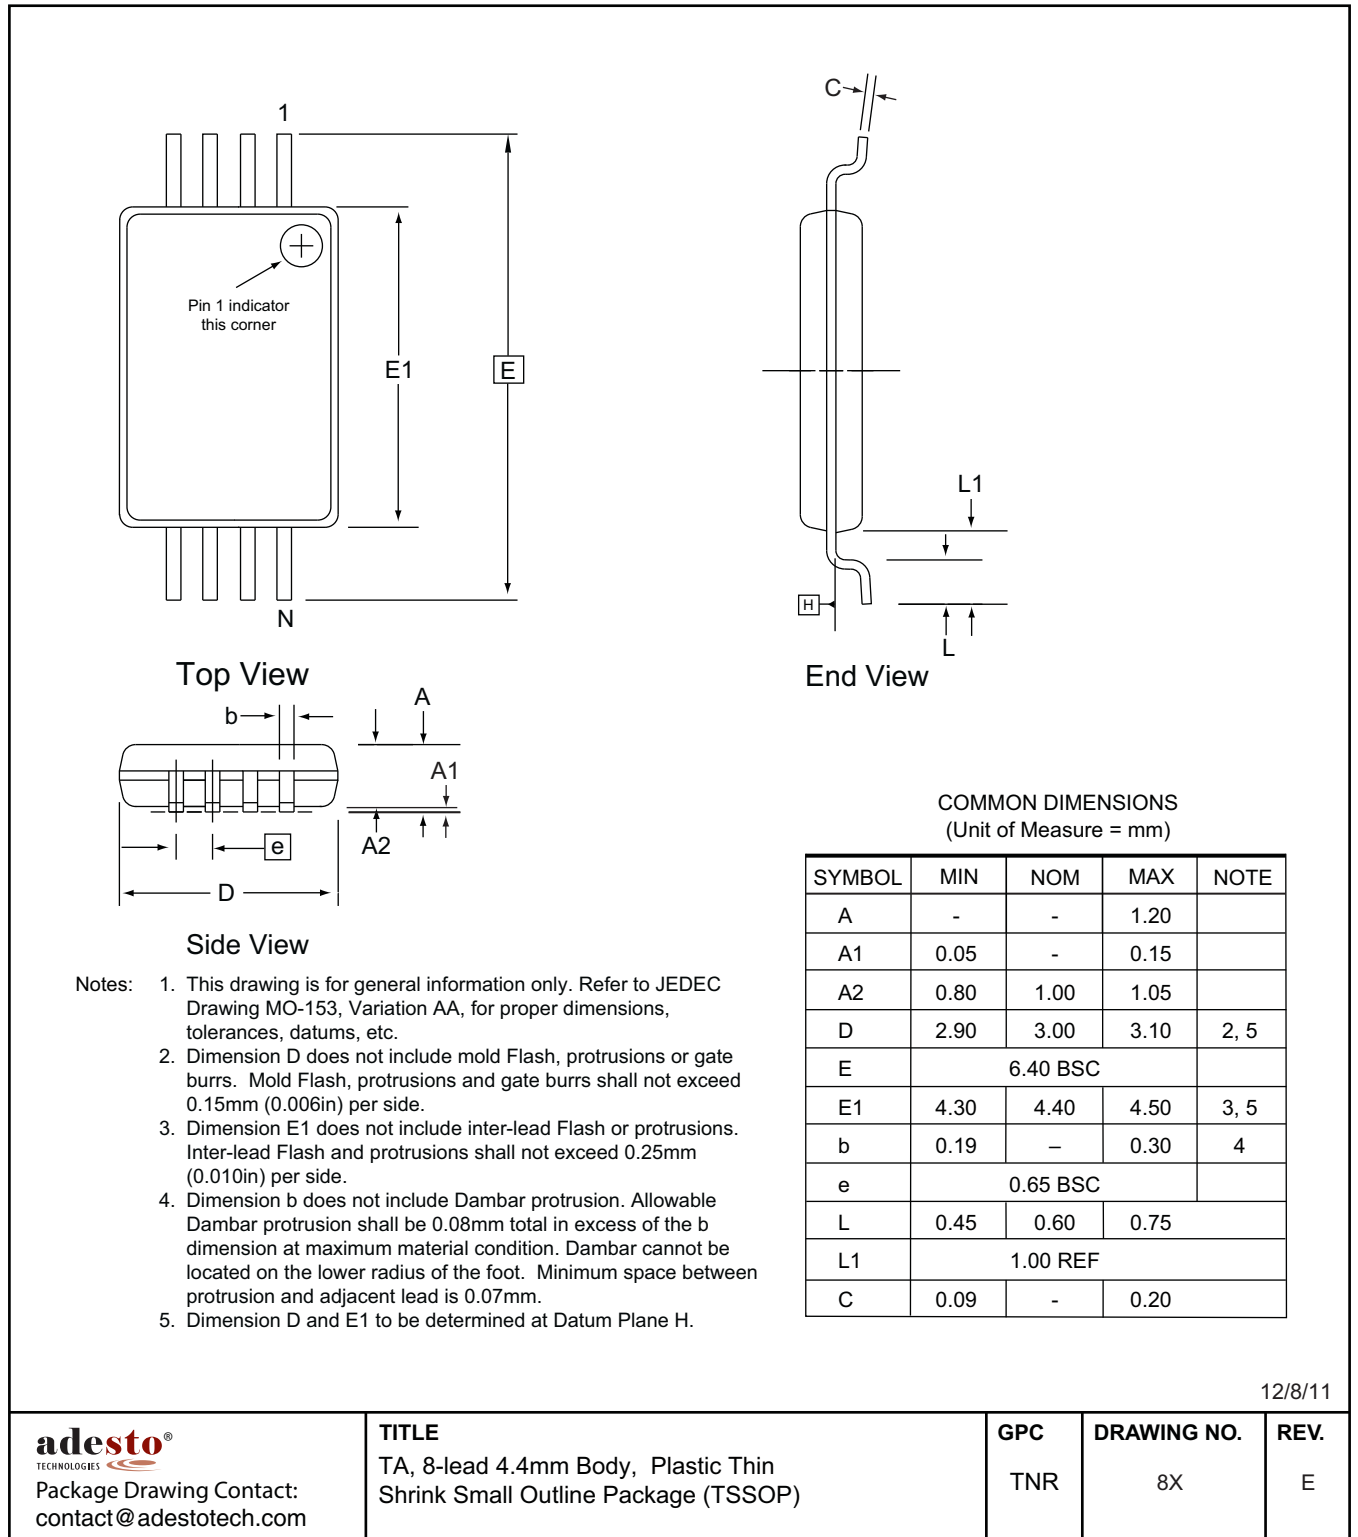 1
C
Pin 1 indicator
this corner
E1
E
L1
H
N
L
Top View
End View
b
A
A1
e
A2
D
Side View
COMMON DIMENSIONS
(Unit of Measure = mm)
SYMBOL MIN NOM MAX NOTE
A - - 1.20
A1 0.05 - 0.15
A2 0.80 1.00 1.05
D 2.90 3.00 3.10 2, 5
E 6.40 BSC
E1 4.30 4.40 4.50 3, 5
b 0.19 – 0.30 4
e 0.65 BSC
L 0.45 0.60 0.75
L1 1.00 REF
C 0.09 - 0.20
Notes: 1. This drawing is for general information only. Refer to JEDEC
Drawing MO-153, Variation AA, for proper dimensions,
tolerances, datums, etc.
2. Dimension D does not include mold Flash, protrusions or gate
burrs. Mold Flash, protrusions and gate burrs shall not exceed
0.15mm (0.006in) per side.
3. Dimension E1 does not include inter-lead Flash or protrusions.
Inter-lead Flash and protrusions shall not exceed 0.25mm
(0.010in) per side.
4. Dimension b does not include Dambar protrusion. Allowable
Dambar protrusion shall be 0.08mm total in excess of the b
dimension at maximum material condition. Dambar cannot be
located on the lower radius of the foot. Minimum space between
protrusion and adjacent lead is 0.07mm.
5. Dimension D and E1 to be determined at Datum Plane H.
12/8/11
adesto®
TECHNOLOGIES
Package Drawing Contact:
contact@adestotech.com
TITLE
TA, 8-lead 4.4mm Body, Plastic Thin
Shrink Small Outline Package (TSSOP)
GPC
TNR
DRAWING NO.
8X
REV.
E